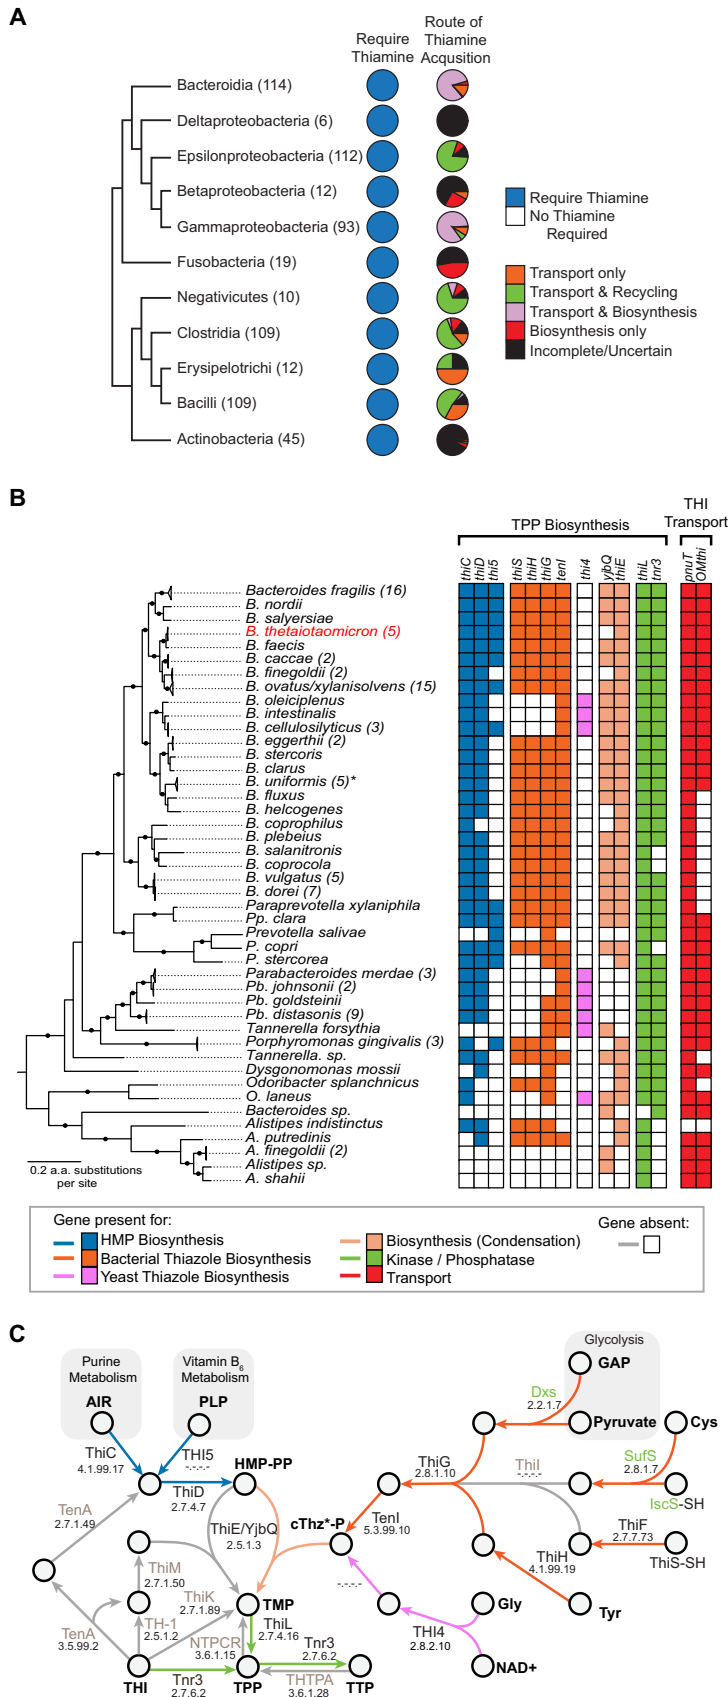 A
Require
Thiamine
Route of
Thiamine
Acqusition
Bacteroidia (114)
Deltaproteobacteria (6)
Epsilonproteobacteria (112)
Betaproteobacteria (12)
Gammaproteobacteria (93)
Fusobacteria (19)
Negativicutes (10)
Clostridia (109)
Erysipelotrichi (12)
Bacilli (109)
Actinobacteria (45)
Require Thiamine
No Thiamine
Required
Transport only
Transport & Recycling
Transport & Biosynthesis
Biosynthesis only
Incomplete/Uncertain
B
TPP Biosynthesis
THI
Transport
thiC
thiD
thi5
thiS
thiH
thiG
tenI
thi4
yjbQ
thiE
thiL
tnr3
pnuT
OMthi
Bacteroides fragilis (16)
B. nordii
B. salyersiae
B. thetaiotaomicron (5)
B. faecis
B. caccae (2)
B. finegoldii (2)
B. ovatus/xylanisolvens (15)
B. oleiciplenus
B. intestinalis
B. cellulosilyticus (3)
B. eggerthii (2)
B. stercoris
B. clarus
B. uniformis (5)*
B. fluxus
B. helcogenes
B. coprophilus
B. plebeius
B. salanitronis
B. coprocola
B. vulgatus (5)
B. dorei (7)
Paraprevotella xylaniphila
Pp. clara
Prevotella salivae
P. copri
P. stercorea
Parabacteroides merdae (3)
Pb. johnsonii (2)
Pb. goldsteinii
Pb. distasonis (9)
Tannerella forsythia
Porphyromonas gingivalis (3)
Tannerella. sp.
Dysgonomonas mossii
Odoribacter splanchnicus
O. laneus
Bacteroides sp.
Alistipes indistinctus
A. putredinis
A. finegoldii (2)
Alistipes sp.
A. shahii
0.2 a.a. substitutions
per site
Gene present for:
HMP Biosynthesis
Bacterial Thiazole Biosynthesis
Yeast Thiazole Biosynthesis
Biosynthesis (Condensation)
Kinase / Phosphatase
Transport
Gene absent:
C
Purine
Metabolism
AIR
Vitamin B6
Metabolism
PLP
Glycolysis
GAP
Dxs
2.2.1.7
Pyruvate
Cys
ThiC
4.1.99.17
THI5
-.-.-.-
HMP-PP
ThiD
2.7.4.7
ThiG
2.8.1.10
ThiI
-.-.-.-
SufS
2.8.1.7
IscS-SH
TenA
2.7.1.49
ThiE/YjbQ
2.5.1.3
cThz*-P
TenI
5.3.99.10
ThiF
2.7.7.73
ThiS-SH
ThiH
4.1.99.19
ThiM
2.7.1.50
ThiK
2.7.1.89
TMP
-.-.-.-
Gly
Tyr
TenA
3.5.99.2
TH-1
2.5.1.2
NTPCR
3.6.1.15
ThiL
2.7.4.16
THI4
2.8.2.10
Tnr3
2.7.6.2
THI
Tnr3
2.7.6.2
TPP
THTPA
3.6.1.28
TTP
NAD+